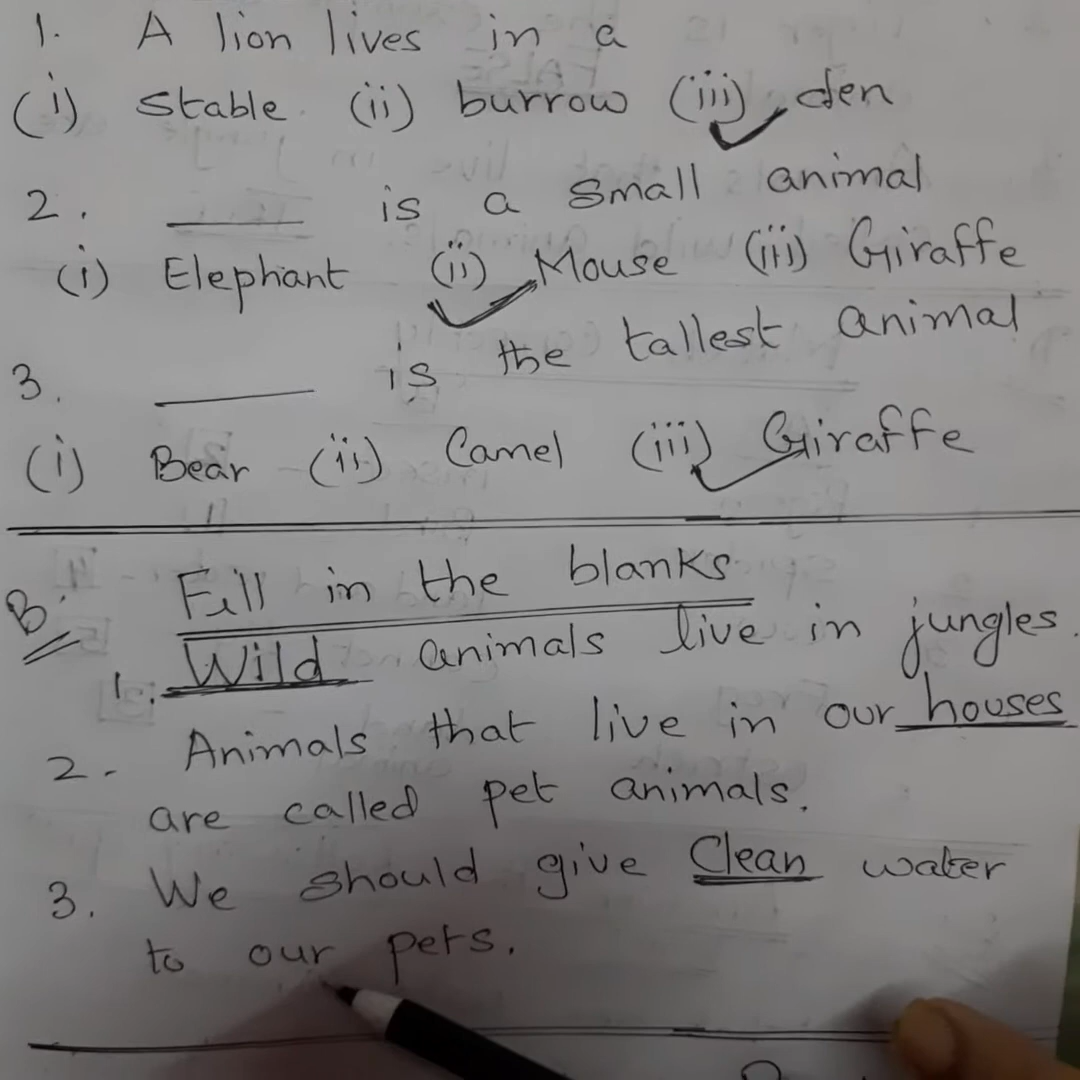 1. A lion lives in a
(i) stable (ii) burrow (iii) den
2. ______ is a small animal
(i) Elephant (ii) Mouse (iii) Giraffe
3. ______ is the tallest animal
(i) Bear (ii) Camel (iii) Giraffe
B. Fill in the blanks
1. Wild animals live in jungles.
2. Animals that live in our houses
are called pet animals.
3. We should give Clean water
to our pets.